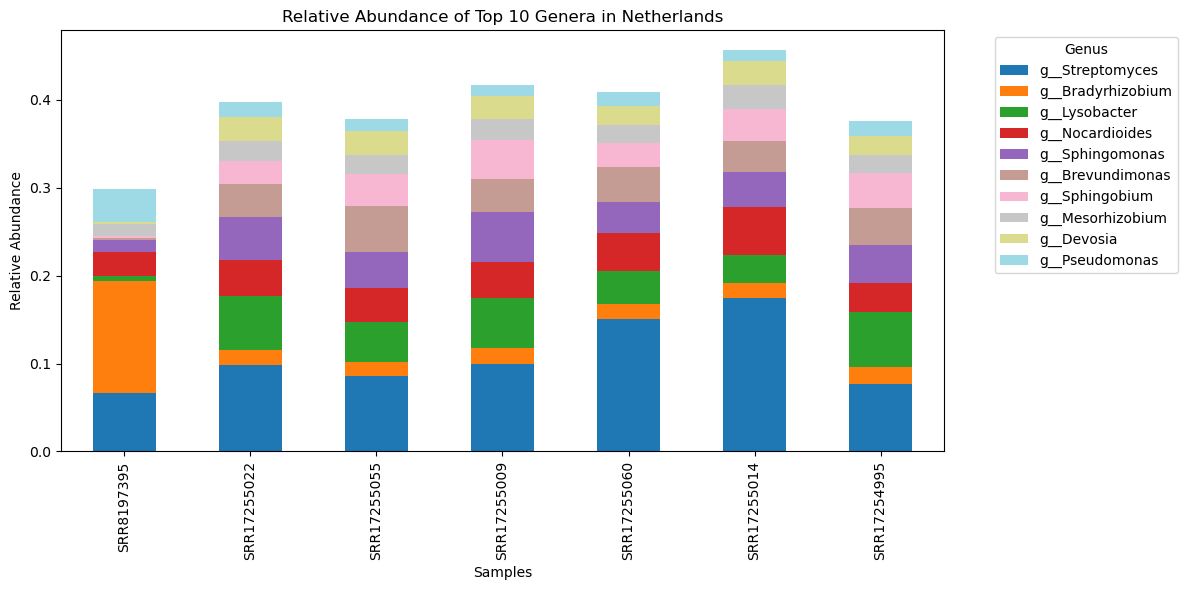 Relative Abundance of Top 10 Genera in Netherlands
Relative Abundance
0.4
0.3
0.2
0.1
0.0
SRR8197395
SRR17255022
SRR17255055
SRR17255009
SRR17255060
SRR17255014
SRR17254995
Samples
Genus
g__Streptomyces
g__Bradyrhizobium
g__Lysobacter
g__Nocardioides
g__Sphingomonas
g__Brevundimonas
g__Sphingobium
g__Mesorhizobium
g__Devosia
g__Pseudomonas